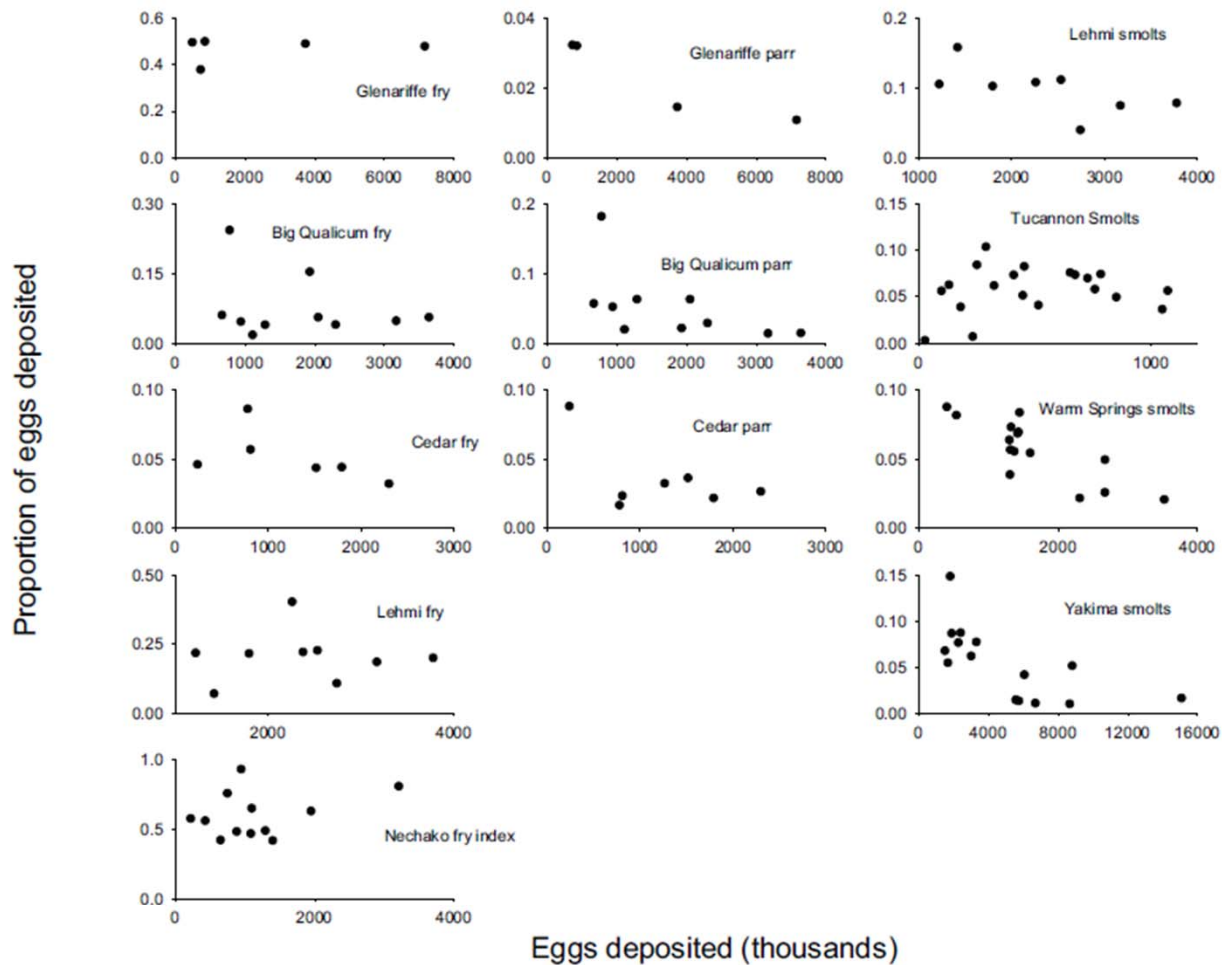 Proportion of eggs deposited
0.6
0.4
0.2
0.0
0 2000 4000 6000 8000
Glenariffe fry
0.04
0.02
0.00
0 2000 4000 6000 8000
Glenariffe parr
0.2
0.1
0.0
1000 2000 3000 4000
Lehmi smolts
0.30
0.15
0.00
0 1000 2000 3000 4000
Big Qualicum fry
0.2
0.1
0.0
0 1000 2000 3000 4000
Big Qualicum parr
0.15
0.10
0.05
0.00
0 1000
Tucannon Smolts
0.10
0.05
0.00
0 1000 2000 3000
Cedar fry
0.10
0.05
0.00
0 1000 2000 3000
Cedar parr
0.10
0.05
0.00
0 2000 4000
Warm Springs smolts
0.50
0.25
0.00
2000 4000
Lehmi fry
0.15
0.10
0.05
0.00
0 4000 8000 12000 16000
Yakima smolts
1.0
0.5
0.0
0 2000 4000
Nechako fry index
Eggs deposited (thousands)